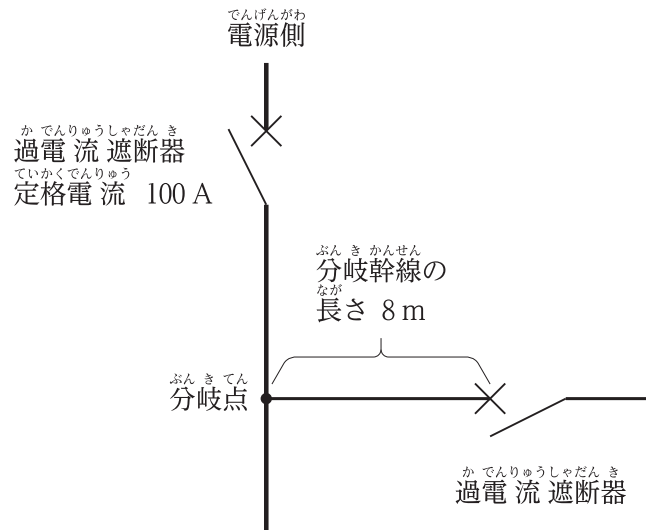 でんげんがわ
電源側
か でんりゅうしゃだん き
過電流遮断器
ていかくでんりゅう
定格電流 100 A
ぶん き かんせん
分岐幹線の
なが
長さ 8 m
ぶん き てん
分岐点
か でんりゅうしゃだん き
過電流遮断器